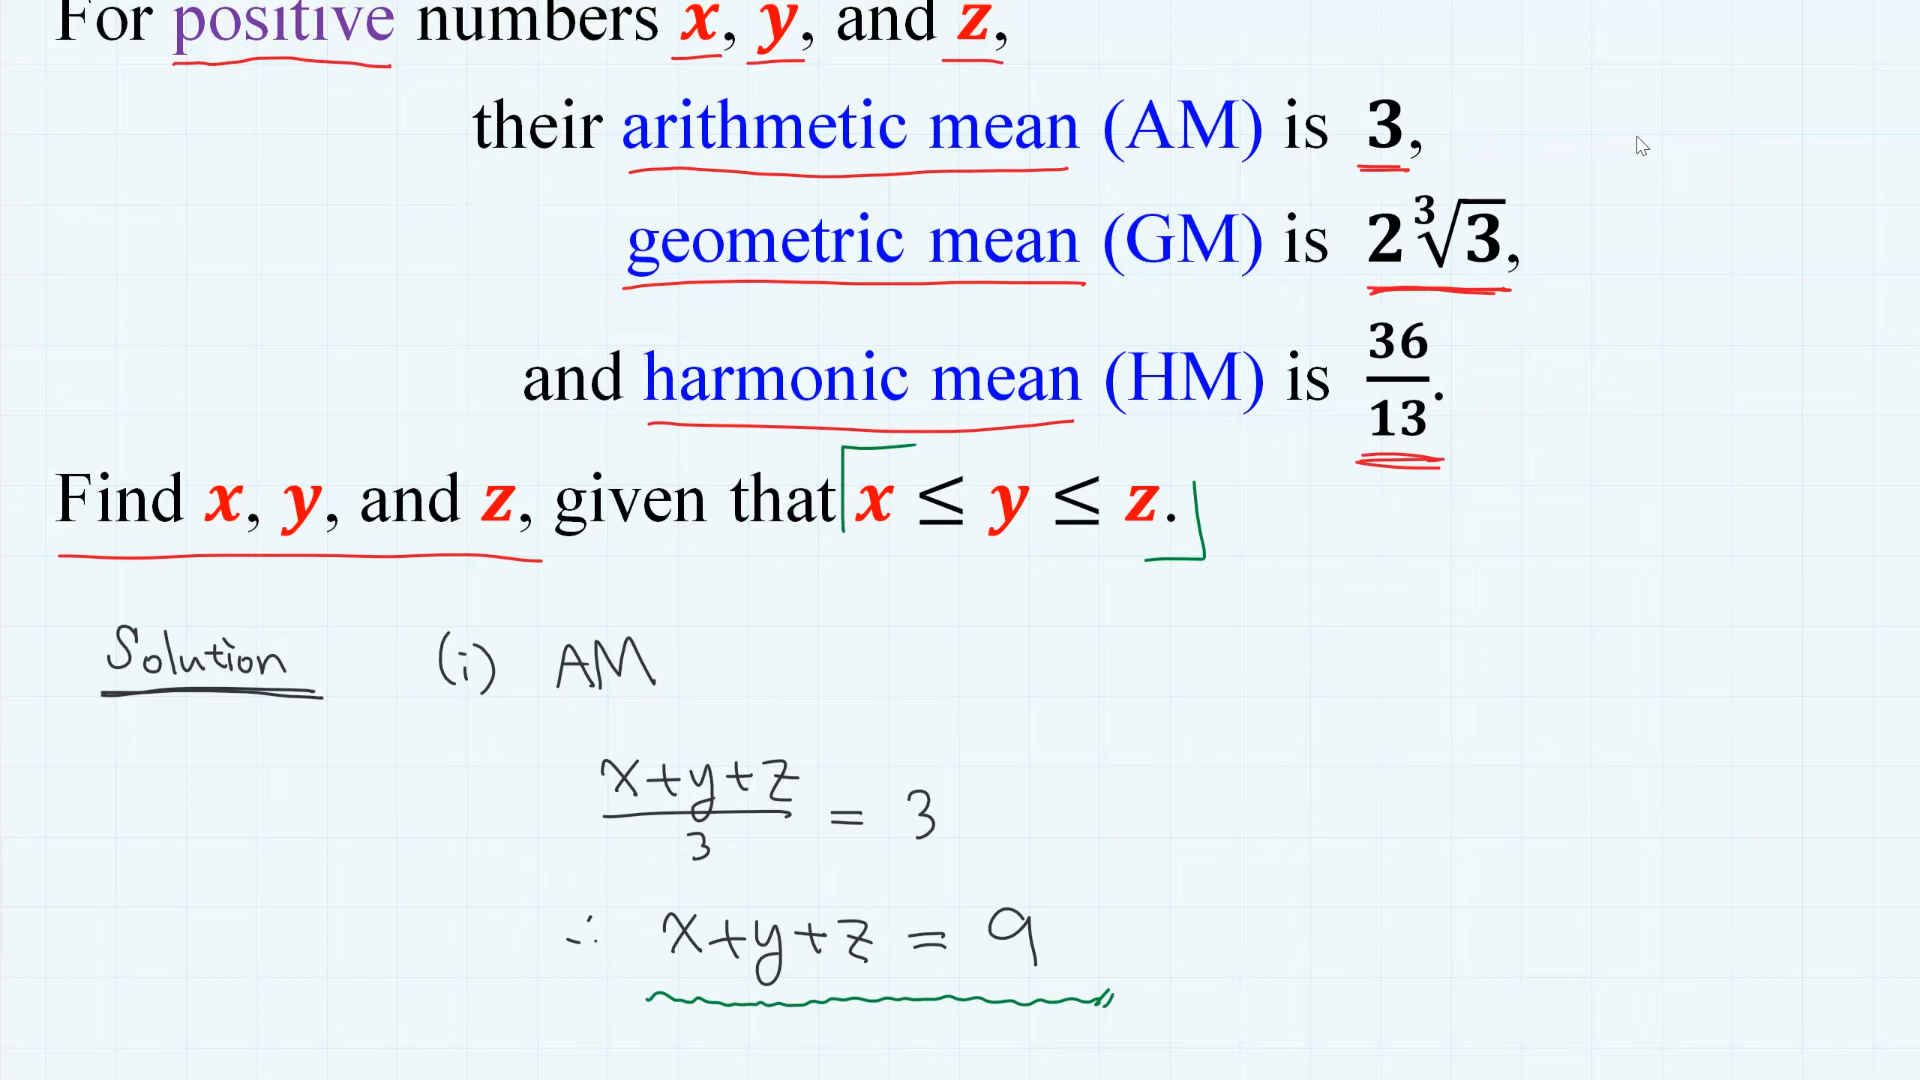 For positive numbers x, y, and z,
their arithmetic mean (AM) is 3,
geometric mean (GM) is 2∛3,
and harmonic mean (HM) is 36/13.
Find x, y, and z, given that x ≤ y ≤ z.
Solution (i) AM
(x+y+z)/3 = 3
∴ x+y+z = 9